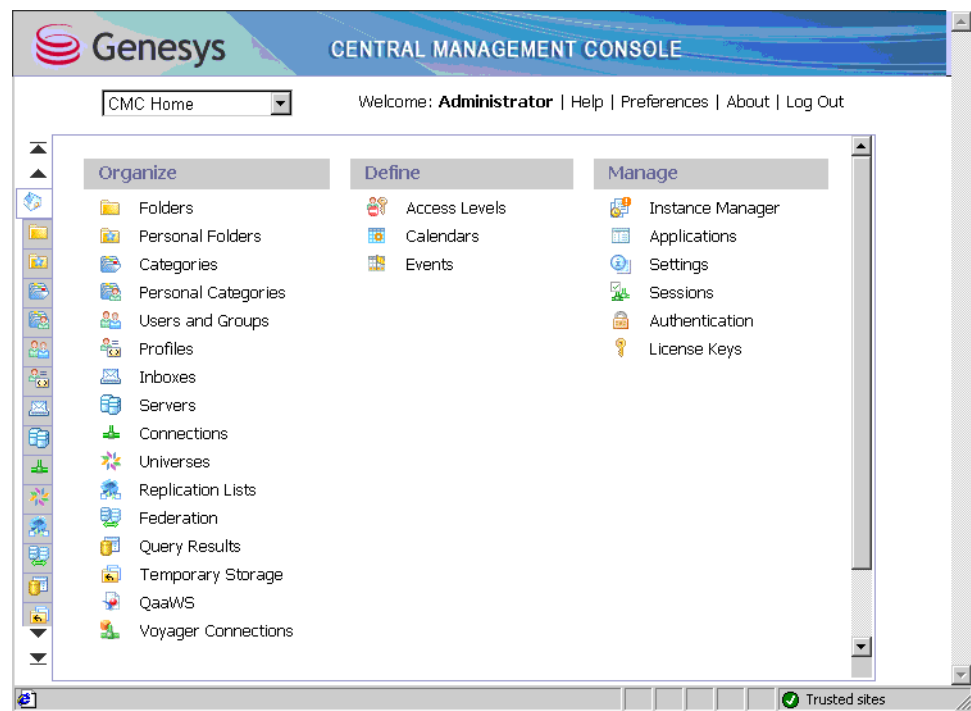 Genesys
CENTRAL MANAGEMENT CONSOLE
CMC Home
Welcome: Administrator | Help | Preferences | About | Log Out
Organize
Folders
Personal Folders
Categories
Personal Categories
Users and Groups
Profiles
Inboxes
Servers
Connections
Universes
Replication Lists
Federation
Query Results
Temporary Storage
QaaWS
Voyager Connections
Define
Access Levels
Calendars
Events
Manage
Instance Manager
Applications
Settings
Sessions
Authentication
License Keys
Trusted sites